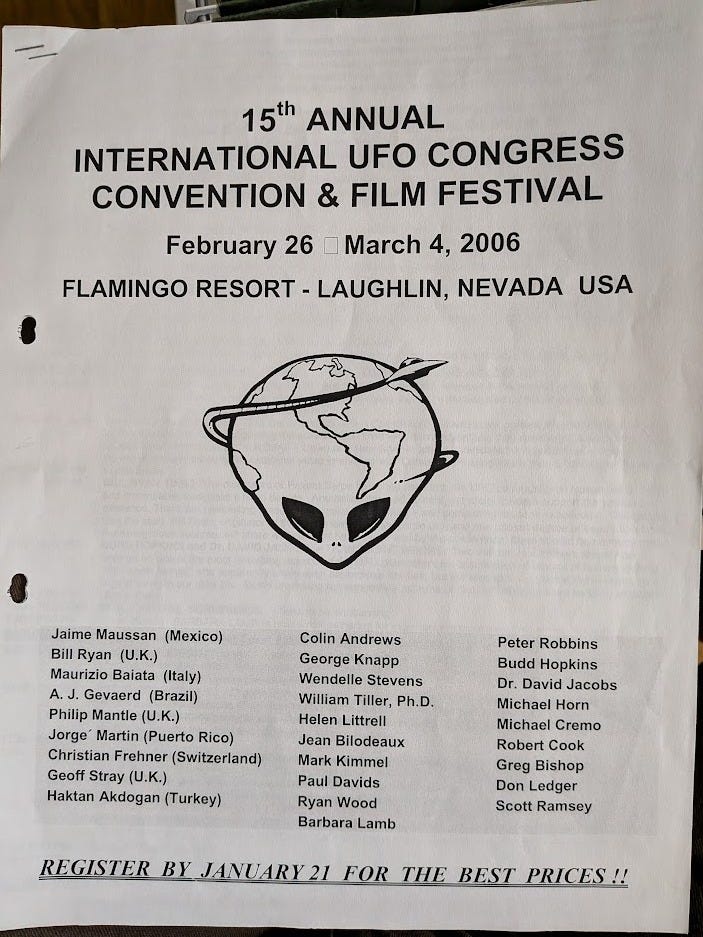 15th ANNUAL
INTERNATIONAL UFO CONGRESS
CONVENTION & FILM FESTIVAL
February 26 □ March 4, 2006
FLAMINGO RESORT - LAUGHLIN, NEVADA USA
Jaime Maussan (Mexico)
Bill Ryan (U.K.)
Maurizio Baiata (Italy)
A. J. Gevaerd (Brazil)
Philip Mantle (U.K.)
Jorge´ Martin (Puerto Rico)
Christian Frehner (Switzerland)
Geoff Stray (U.K.)
Haktan Akdogan (Turkey)
Colin Andrews
George Knapp
Wendelle Stevens
William Tiller, Ph.D.
Helen Littrell
Jean Bilodeaux
Mark Kimmel
Paul Davids
Ryan Wood
Barbara Lamb
Peter Robbins
Budd Hopkins
Dr. David Jacobs
Michael Horn
Michael Cremo
Robert Cook
Greg Bishop
Don Ledger
Scott Ramsey
REGISTER BY JANUARY 21 FOR THE BEST PRICES !!